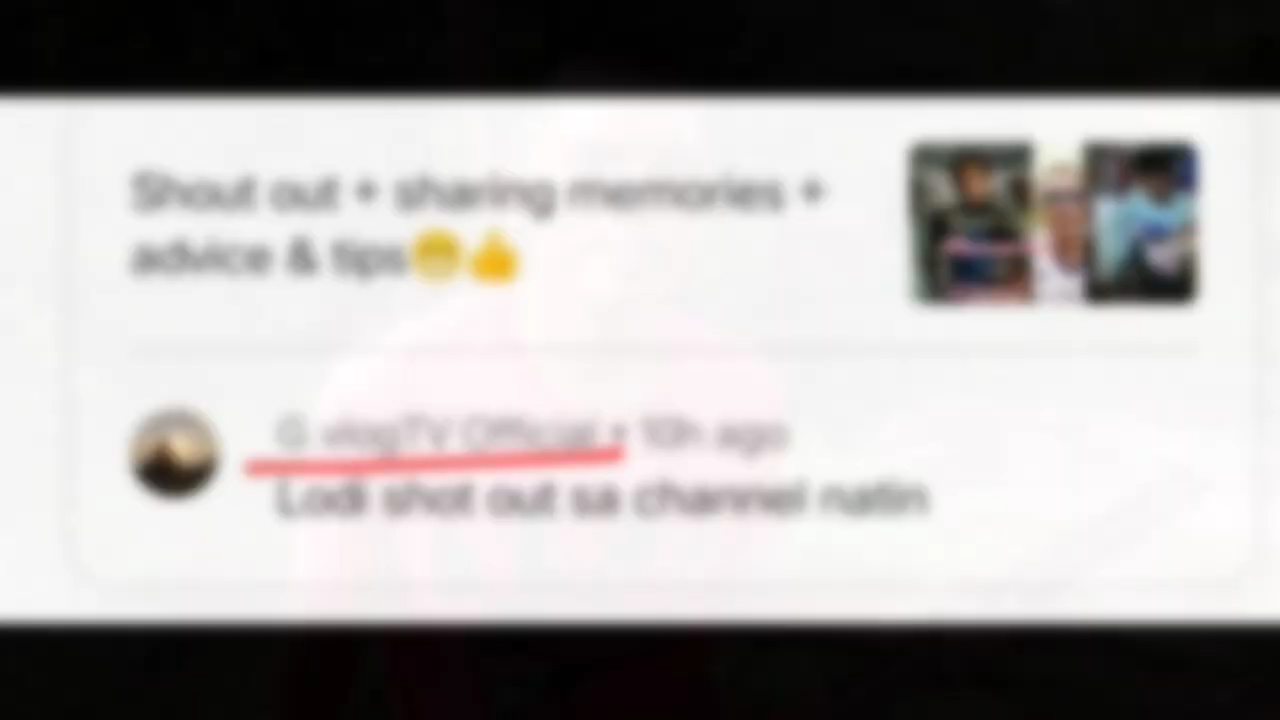 Shout out + sharing memories +
advice & tips😁👍
G vlogTV Official • 10h ago
Lodi shot out sa channel natin